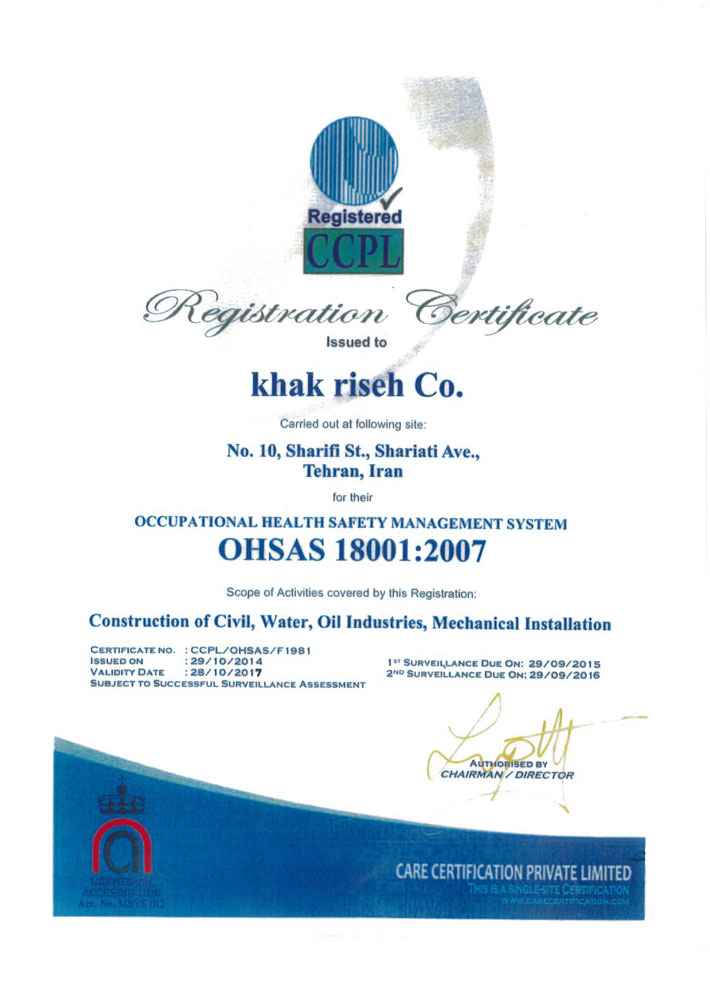 Registered
CCPL
Registration Certificate
Issued to
khak riseh Co.
Carried out at following site:
No. 10, Sharifi St., Shariati Ave.,
Tehran, Iran
for their
OCCUPATIONAL HEALTH SAFETY MANAGEMENT SYSTEM
OHSAS 18001:2007
Scope of Activities covered by this Registration:
Construction of Civil, Water, Oil Industries, Mechanical Installation
CERTIFICATE NO. : CCPL/OHSAS/F1981
ISSUED ON : 29/10/2014
VALIDITY DATE : 28/10/2017
SUBJECT TO SUCCESSFUL SURVEILLANCE ASSESSMENT
1ST SURVEILLANCE DUE ON: 29/09/2015
2ND SURVEILLANCE DUE ON: 29/09/2016
AUTHORISED BY
CHAIRMAN / DIRECTOR
NORWEGIAN
ACCREDITATION
Acc. No.
CARE CERTIFICATION PRIVATE LIMITED
THIS IS A SINGLE-SITE CERTIFICATION
WWW.CARECERTIFICATION.COM